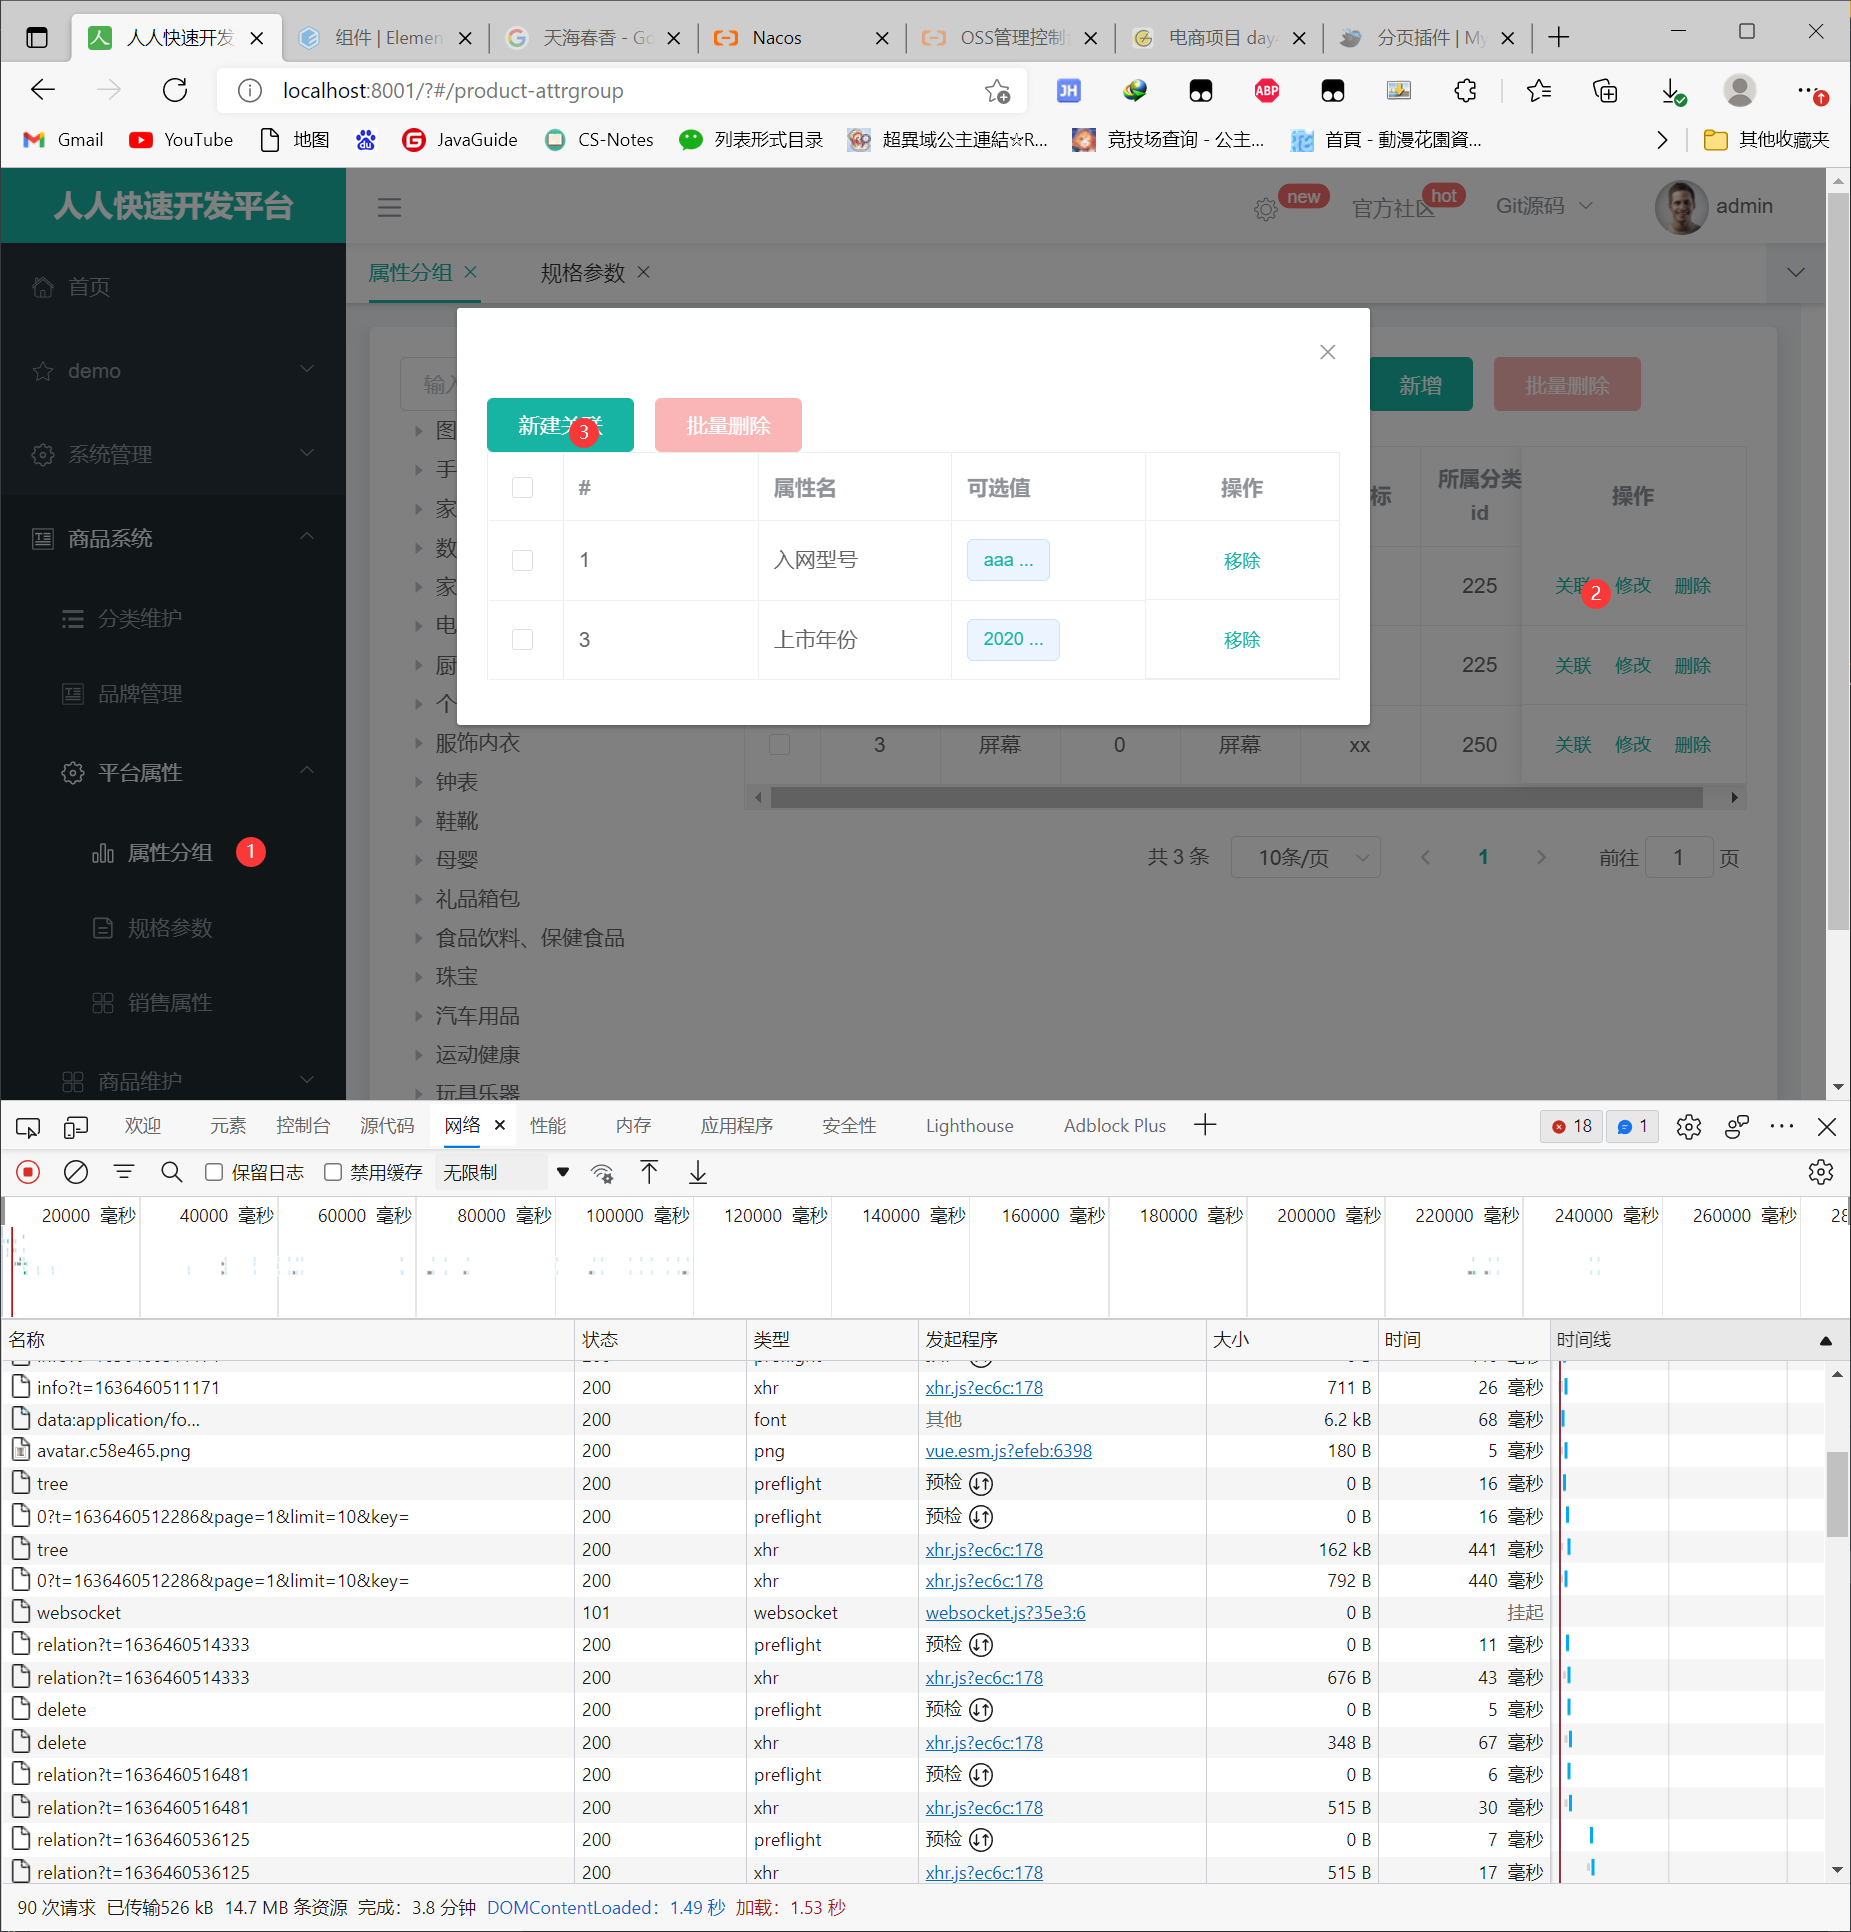 人人快速开发 组件 | Elemen 天海春香 - Go Nacos OSS管理控制台 电商项目 day 分页插件 | My
localhost:8001/?#/product-attrgroup
JH ABP
Gmail YouTube 地图 JavaGuide CS-Notes 列表形式目录 超異域公主連結☆R... 竞技场查询 - 公主... 首頁 - 動漫花園資... 其他收藏夹
人人快速开发平台
new 官方社区 hot Git源码 admin
属性分组 规格参数
首页
demo
系统管理
商品系统
分类维护
品牌管理
平台属性
属性分组 1
规格参数
销售属性
商品维护
输入
图
手
家
数
家
电
厨
个
服饰内衣
钟表
鞋靴
母婴
礼品箱包
食品饮料、保健食品
珠宝
汽车用品
运动健康
玩具乐器
新建关联 3 批量删除
# 属性名 可选值 操作
1 入网型号 aaa ... 移除
3 上市年份 2020 ... 移除
新增 批量删除
标 所属分类id 操作
225 关联 2 修改 删除
225 关联 修改 删除
3 屏幕 0 屏幕 xx 250 关联 修改 删除
共 3 条 10条/页 1 前往 1 页
欢迎 元素 控制台 源代码 网络 性能 内存 应用程序 安全性 Lighthouse Adblock Plus 18 1
保留日志 禁用缓存 无限制
20000 毫秒 40000 毫秒 60000 毫秒 80000 毫秒 100000 毫秒 120000 毫秒 140000 毫秒 160000 毫秒 180000 毫秒 200000 毫秒 220000 毫秒 240000 毫秒 260000 毫秒 28
名称 状态 类型 发起程序 大小 时间 时间线
info?t=1636460511171 200 xhr xhr.js?ec6c:178 711 B 26 毫秒
data:application/fo... 200 font 其他 6.2 kB 68 毫秒
avatar.c58e465.png 200 png vue.esm.js?efeb:6398 180 B 5 毫秒
tree 200 preflight 预检 0 B 16 毫秒
0?t=1636460512286&page=1&limit=10&key= 200 preflight 预检 0 B 16 毫秒
tree 200 xhr xhr.js?ec6c:178 162 kB 441 毫秒
0?t=1636460512286&page=1&limit=10&key= 200 xhr xhr.js?ec6c:178 792 B 440 毫秒
websocket 101 websocket websocket.js?35e3:6 0 B 挂起
relation?t=1636460514333 200 preflight 预检 0 B 11 毫秒
relation?t=1636460514333 200 xhr xhr.js?ec6c:178 676 B 43 毫秒
delete 200 preflight 预检 0 B 5 毫秒
delete 200 xhr xhr.js?ec6c:178 348 B 67 毫秒
relation?t=1636460516481 200 preflight 预检 0 B 6 毫秒
relation?t=1636460516481 200 xhr xhr.js?ec6c:178 515 B 30 毫秒
relation?t=1636460536125 200 preflight 预检 0 B 7 毫秒
relation?t=1636460536125 200 xhr xhr.js?ec6c:178 515 B 17 毫秒
90 次请求 已传输526 kB 14.7 MB 条资源 完成：3.8 分钟 DOMContentLoaded：1.49 秒 加载：1.53 秒